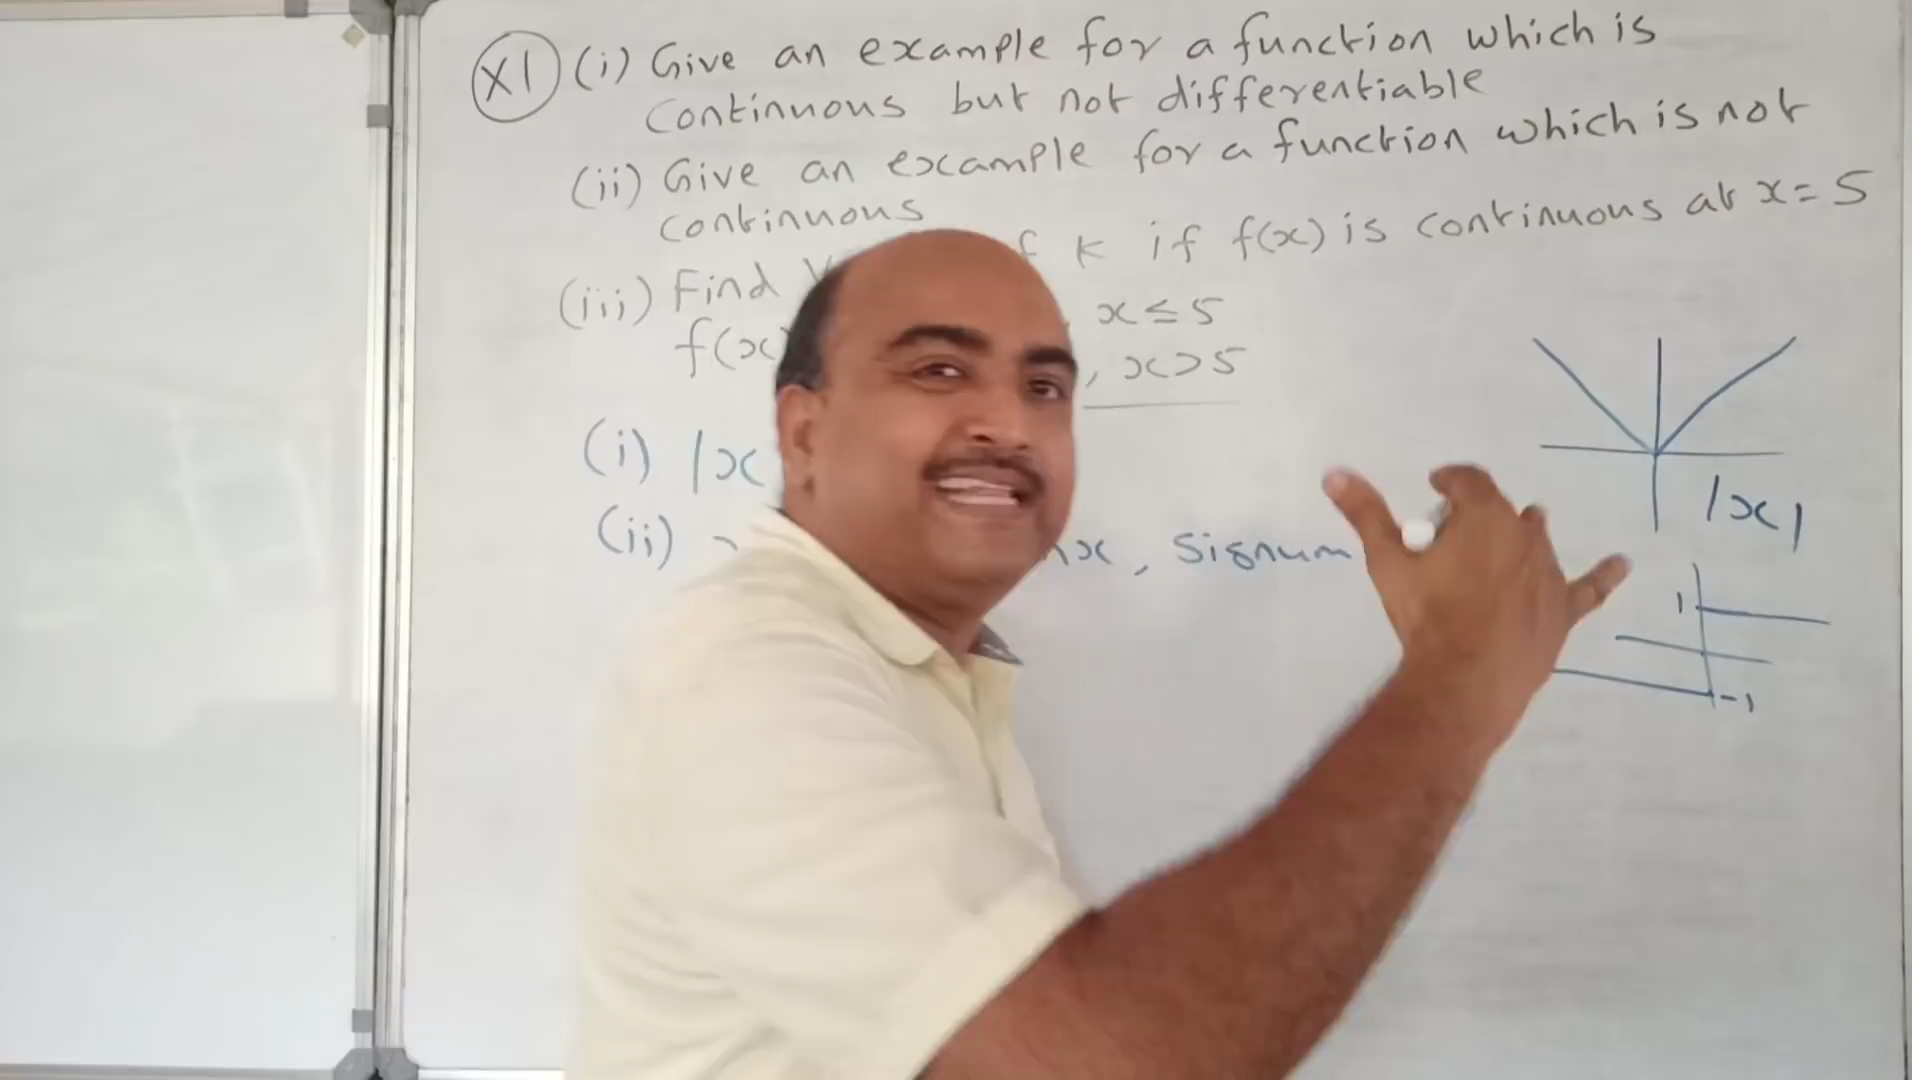 XI (i) Give an example for a function which is
continuous but not differentiable
(ii) Give an example for a function which is not
continuous
(iii) Find k if f(x) is continuous at x = 5
f(x x ≤ 5
, x > 5
(i) |x
(ii) x, Signum
|x|
1
-1